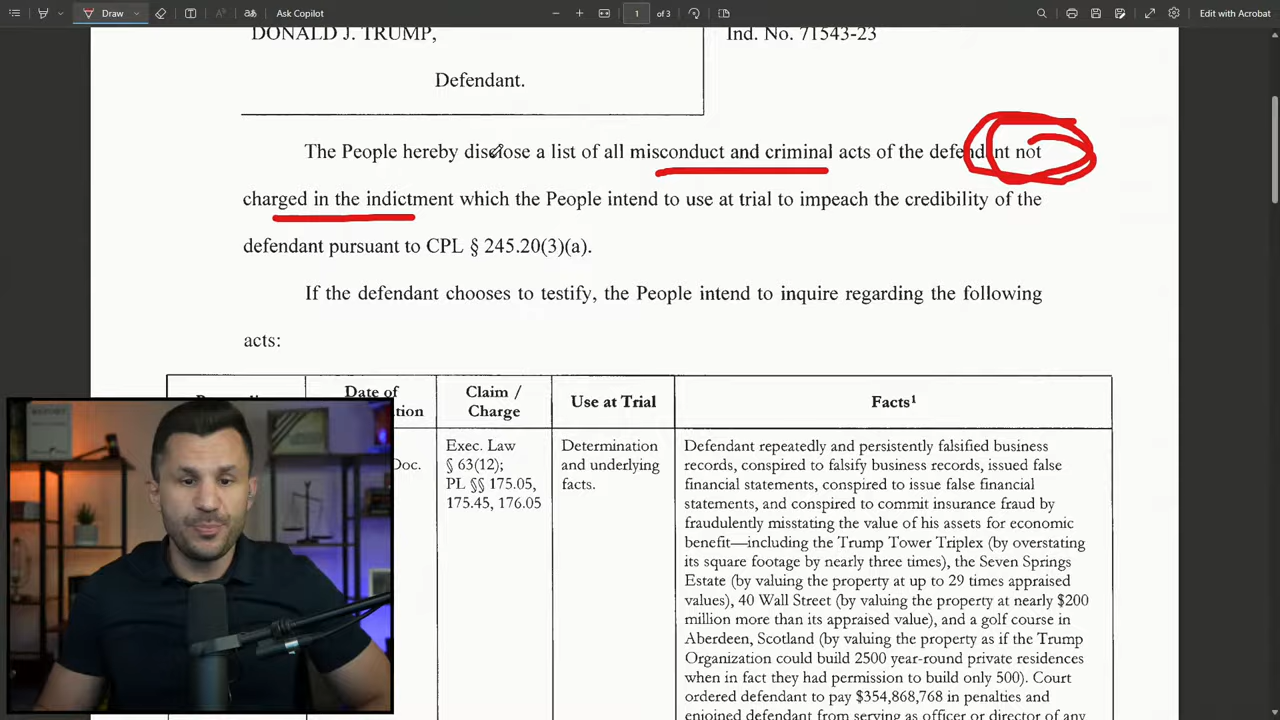 Draw
Ask Copilot
1
of 3
Edit with Acrobat
DONALD J. TRUMP,
Ind. No. 71543-23
Defendant.
The People hereby disclose a list of all misconduct and criminal acts of the defendant not
charged in the indictment which the People intend to use at trial to impeach the credibility of the
defendant pursuant to CPL § 245.20(3)(a).
If the defendant chooses to testify, the People intend to inquire regarding the following
acts:
Date of
Claim /
Charge
Use at Trial
Facts¹
Doc.
Exec. Law
§ 63(12);
PL §§ 175.05,
175.45, 176.05
Determination
and underlying
facts.
Defendant repeatedly and persistently falsified business
records, conspired to falsify business records, issued false
financial statements, conspired to issue false financial
statements, and conspired to commit insurance fraud by
fraudulently misstating the value of his assets for economic
benefit—including the Trump Tower Triplex (by overstating
its square footage by nearly three times), the Seven Springs
Estate (by valuing the property at up to 29 times appraised
values), 40 Wall Street (by valuing the property at nearly $200
million more than its appraised value), and a golf course in
Aberdeen, Scotland (by valuing the property as if the Trump
Organization could build 2500 year-round private residences
when in fact they had permission to build only 500). Court
ordered defendant to pay $354,868,768 in penalties and
enjoined defendant from serving as officer or director of any